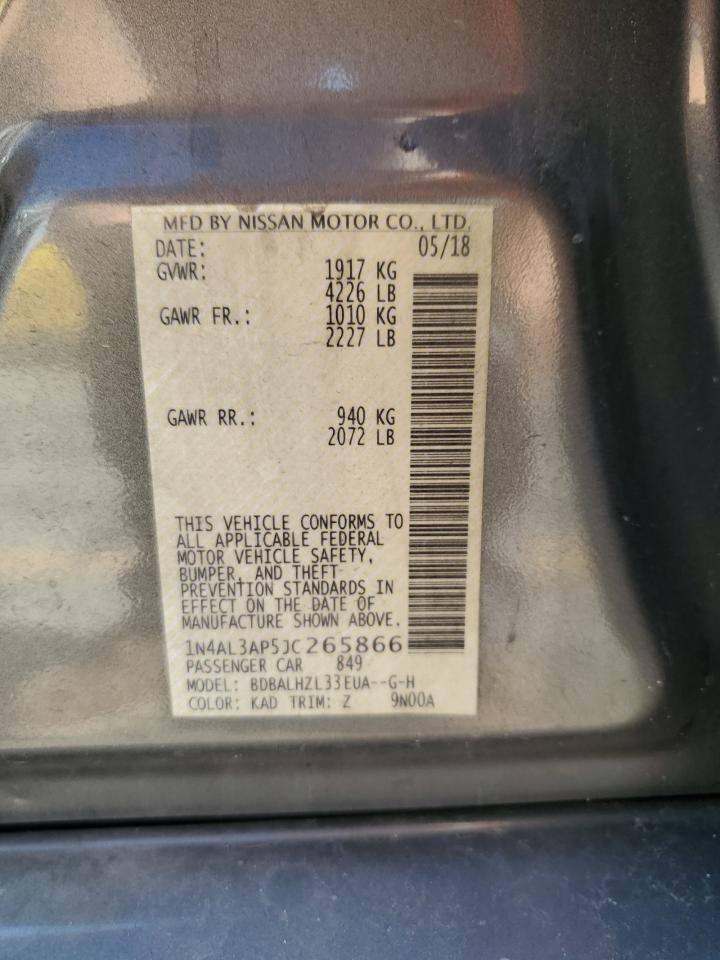 MFD BY NISSAN MOTOR CO., LTD.
DATE: 05/18
GVWR: 1917 KG
4226 LB
GAWR FR.: 1010 KG
2227 LB
GAWR RR.: 940 KG
2072 LB
THIS VEHICLE CONFORMS TO
ALL APPLICABLE FEDERAL
MOTOR VEHICLE SAFETY,
BUMPER, AND THEFT
PREVENTION STANDARDS IN
EFFECT ON THE DATE OF
MANUFACTURE SHOWN ABOVE.
1N4AL3AP5JC265866
PASSENGER CAR 849
MODEL: BDBALHZL33EUA--G-H
COLOR: KAD TRIM: Z 9N00A